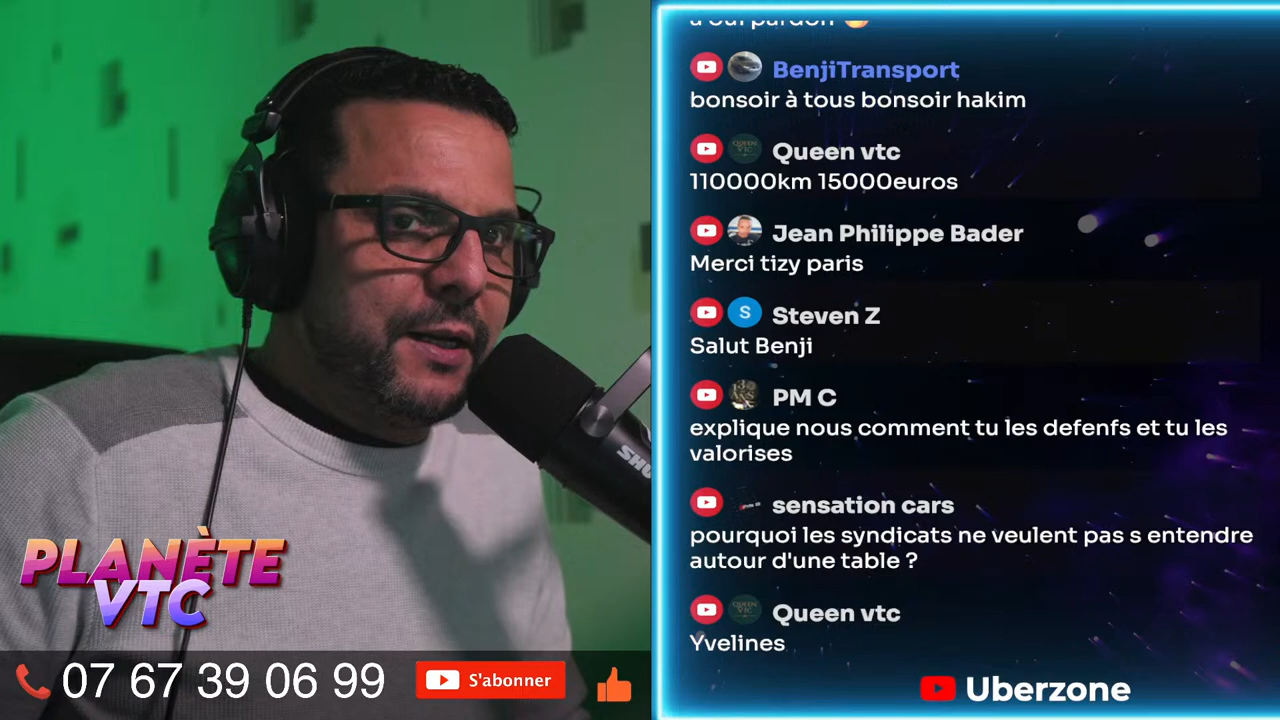 PLANÈTE
VTC
07 67 39 06 99
S'abonner
BenjiTransport
bonsoir à tous bonsoir hakim
Queen vtc
110000km 15000euros
Jean Philippe Bader
Merci tizy paris
S
Steven Z
Salut Benji
PM C
explique nous comment tu les defenfs et tu les
valorises
sensation cars
pourquoi les syndicats ne veulent pas s entendre
autour d'une table ?
Queen vtc
Yvelines
Uberzone